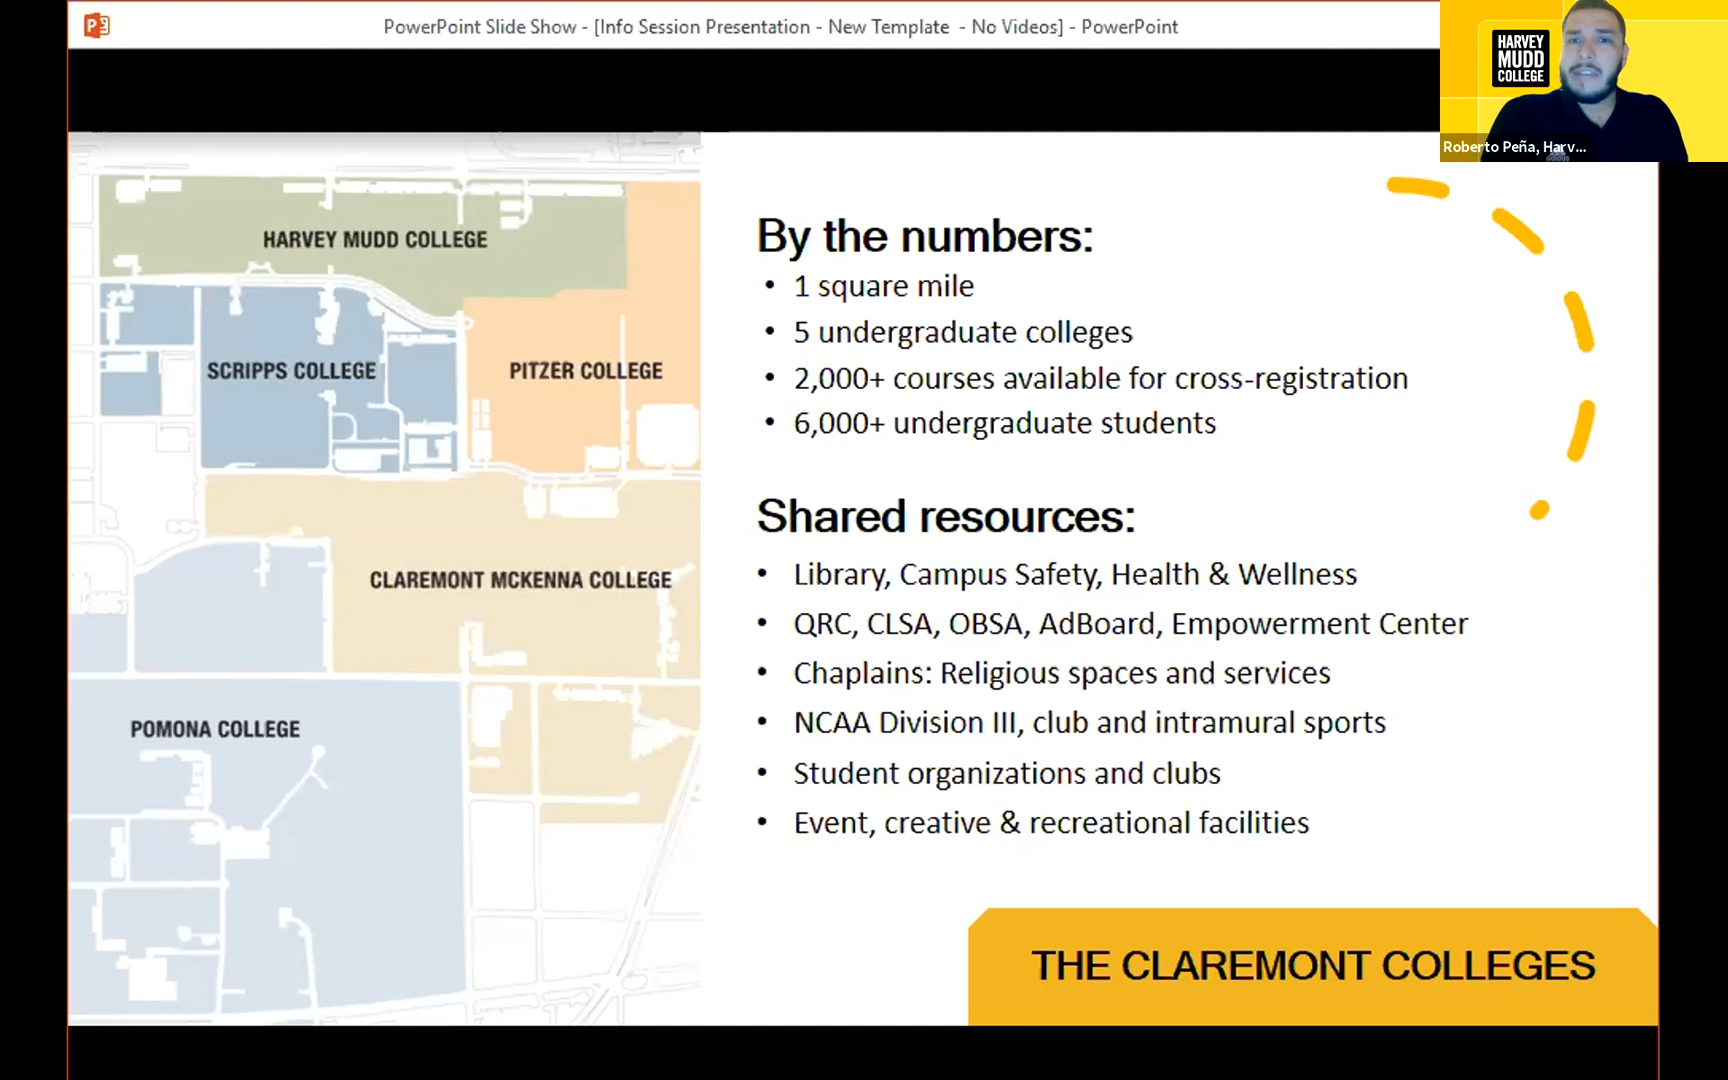 PowerPoint Slide Show - [Info Session Presentation - New Template - No Videos] - PowerPoint
HARVEY
MUDD
COLLEGE
Roberto Peña, Harv...
HARVEY MUDD COLLEGE
SCRIPPS COLLEGE
PITZER COLLEGE
CLAREMONT MCKENNA COLLEGE
POMONA COLLEGE
By the numbers:
• 1 square mile
• 5 undergraduate colleges
• 2,000+ courses available for cross-registration
• 6,000+ undergraduate students
Shared resources:
• Library, Campus Safety, Health & Wellness
• QRC, CLSA, OBSA, AdBoard, Empowerment Center
• Chaplains: Religious spaces and services
• NCAA Division III, club and intramural sports
• Student organizations and clubs
• Event, creative & recreational facilities
THE CLAREMONT COLLEGES